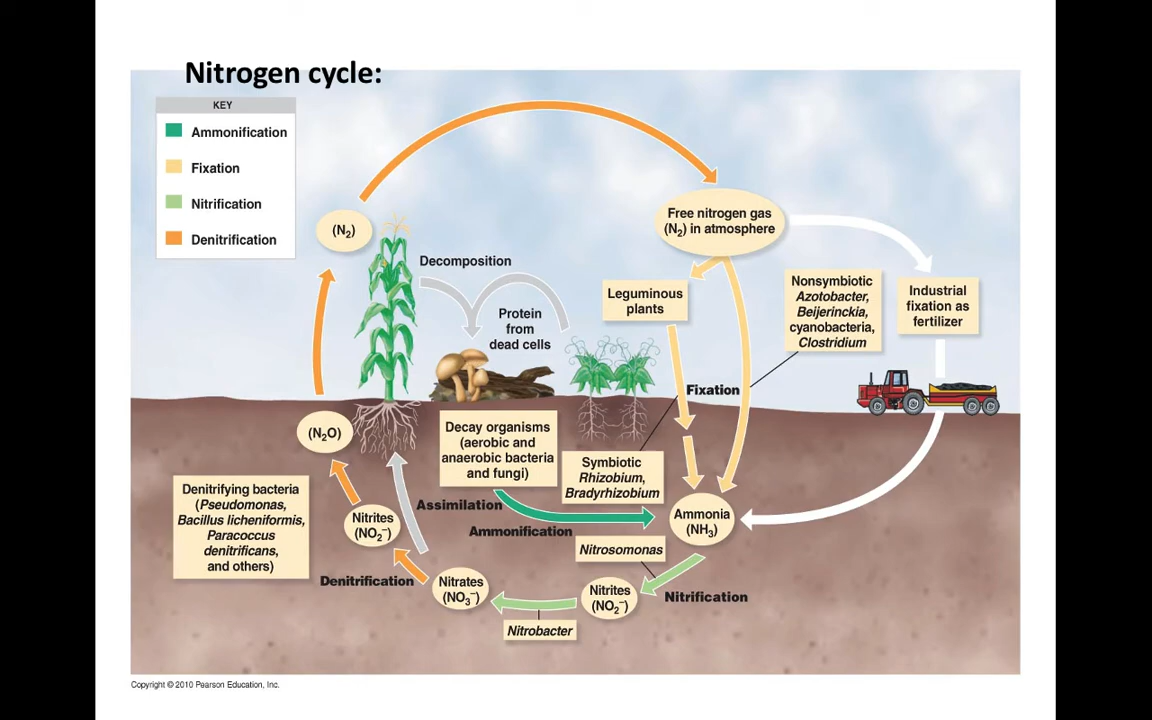 Nitrogen cycle:
KEY
Ammonification
Fixation
Nitrification
Denitrification
(N₂)
Free nitrogen gas
(N₂) in atmosphere
Decomposition
Protein
from
dead cells
Leguminous
plants
Nonsymbiotic
Azotobacter,
Beijerinckia,
cyanobacteria,
Clostridium
Industrial
fixation as
fertilizer
Fixation
(N₂O)
Decay organisms
(aerobic and
anaerobic bacteria
and fungi)
Symbiotic
Rhizobium,
Bradyrhizobium
Denitrifying bacteria
(Pseudomonas,
Bacillus licheniformis,
Paracoccus
denitrificans,
and others)
Nitrites
(NO₂⁻)
Assimilation
Ammonification
Ammonia
(NH₃)
Nitrosomonas
Denitrification
Nitrates
(NO₃⁻)
Nitrites
(NO₂⁻)
Nitrification
Nitrobacter
Copyright © 2010 Pearson Education, Inc.